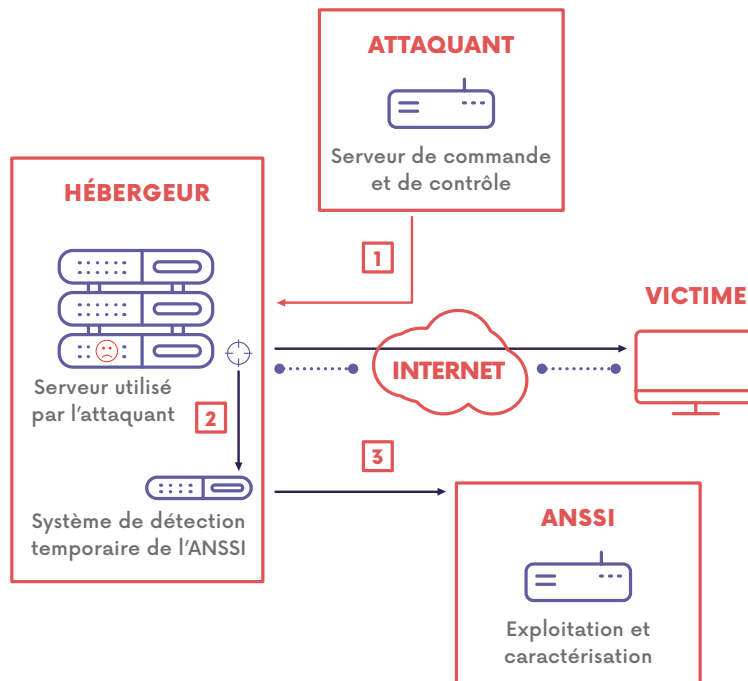 ATTAQUANT
Serveur de commande
et de contrôle
HÉBERGEUR
1
VICTIME
INTERNET
Serveur utilisé
par l'attaquant
2
3
Système de détection
temporaire de l'ANSSI
ANSSI
Exploitation et
caractérisation